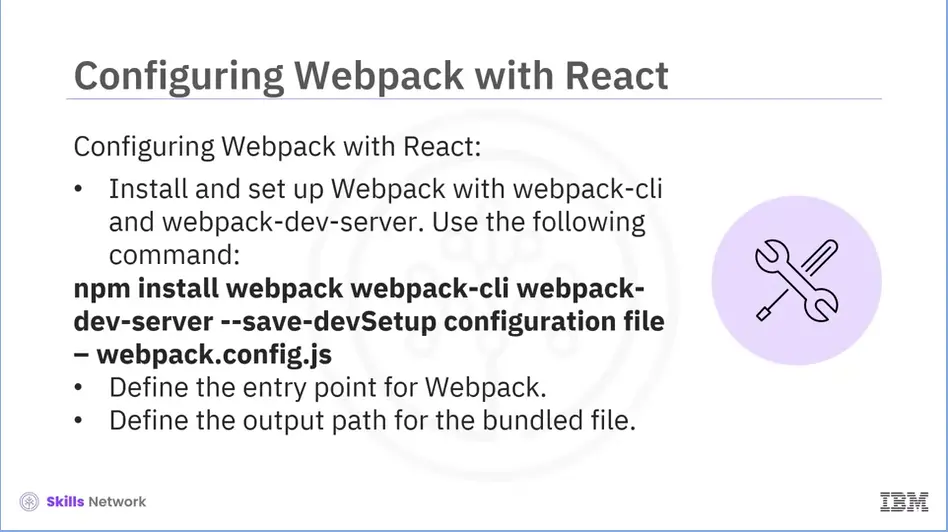 Configuring Webpack with React
Configuring Webpack with React:
• Install and set up Webpack with webpack-cli
and webpack-dev-server. Use the following
command:
npm install webpack webpack-cli webpack-
dev-server --save-devSetup configuration file
– webpack.config.js
• Define the entry point for Webpack.
• Define the output path for the bundled file.
Skills Network
IBM